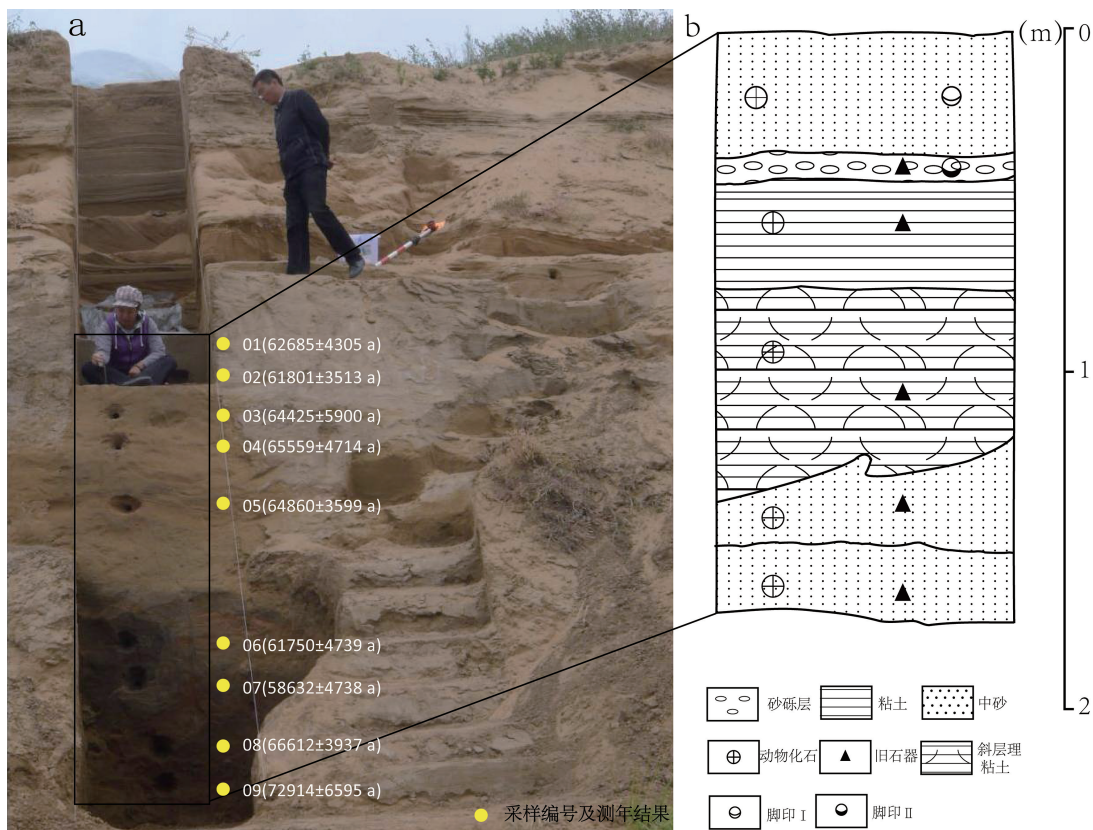 a
01(62685±4305 a)
02(61801±3513 a)
03(64425±5900 a)
04(65559±4714 a)
05(64860±3599 a)
06(61750±4739 a)
07(58632±4738 a)
08(66612±3937 a)
09(72914±6595 a)
采样编号及测年结果
b
(m)
0
1
2
砂砾层
粘土
中砂
动物化石
旧石器
斜层理
粘土
脚印Ⅰ
脚印Ⅱ